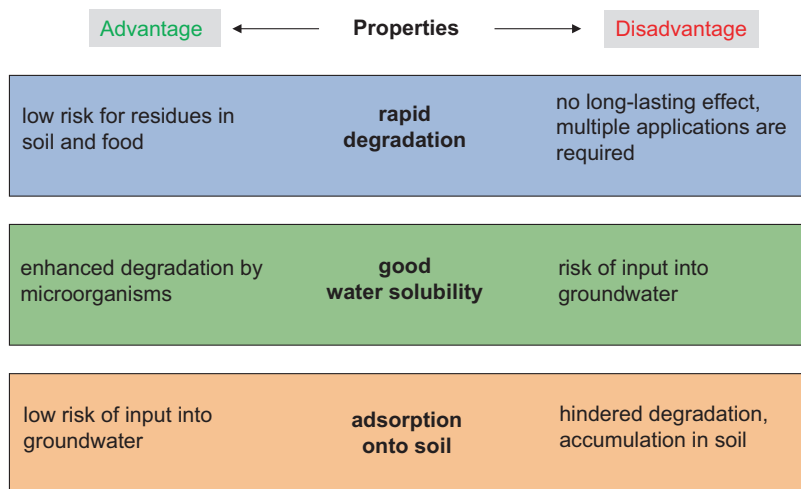 Advantage
Properties
Disadvantage
low risk for residues in
soil and food
rapid
degradation
no long-lasting effect,
multiple applications are
required
enhanced degradation by
microorganisms
good
water solubility
risk of input into
groundwater
low risk of input into
groundwater
adsorption
onto soil
hindered degradation,
accumulation in soil